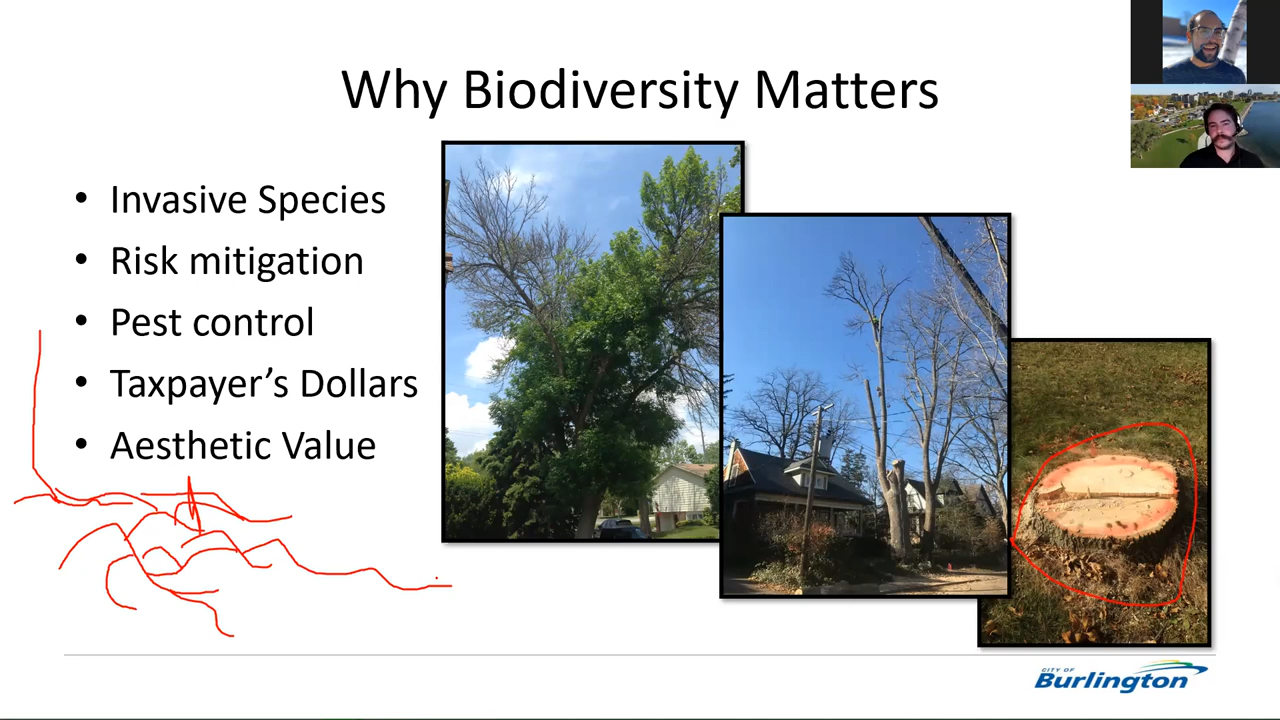 Why Biodiversity Matters
• Invasive Species
• Risk mitigation
• Pest control
• Taxpayer’s Dollars
• Aesthetic Value
CITY OF
Burlington